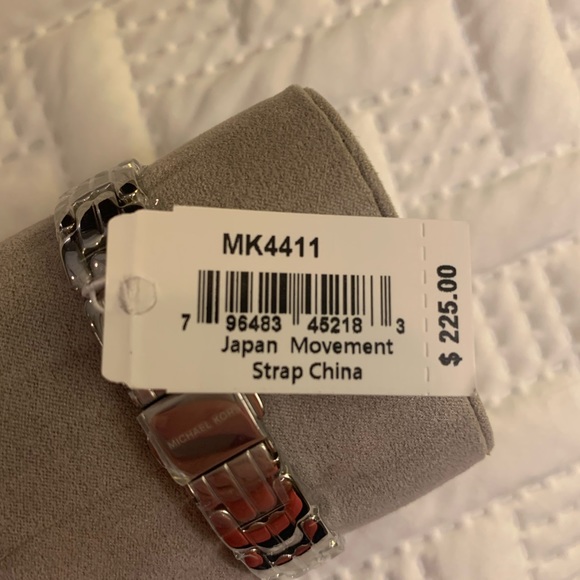 MK4411
7 96483 45218 3
Japan Movement
Strap China
$ 225.00
MICHAEL KORS